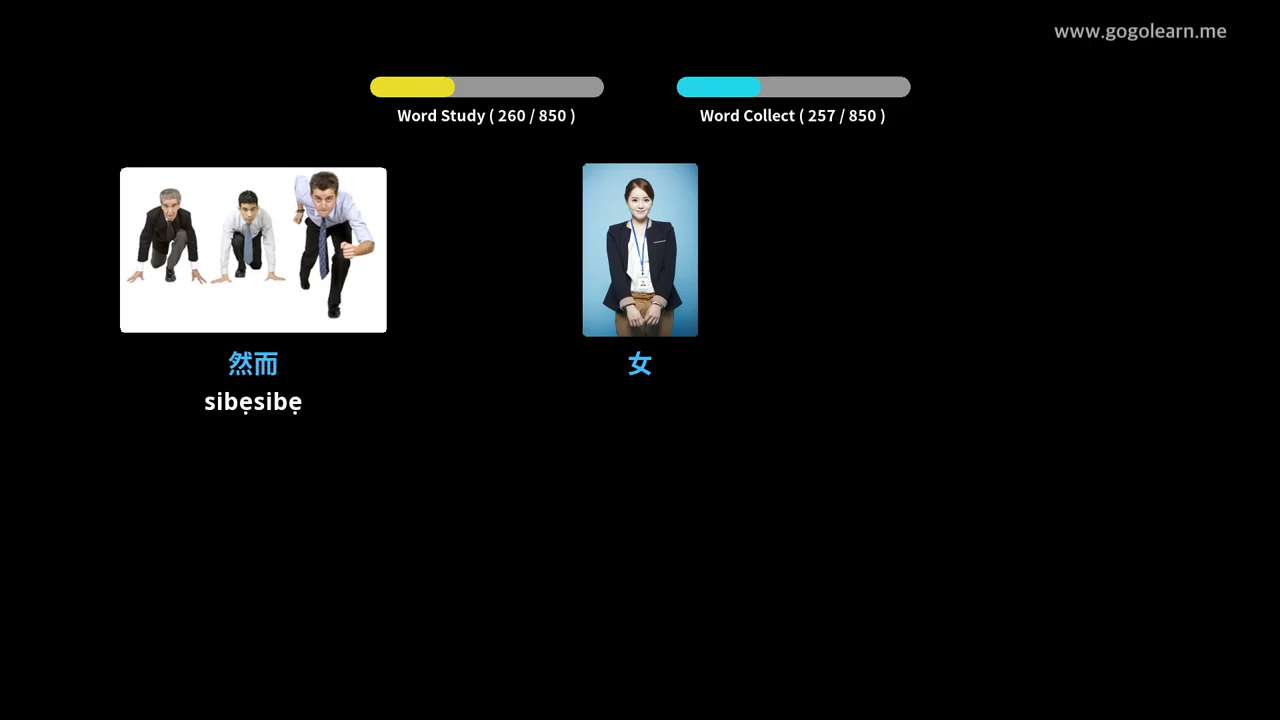 www.gogolearn.me
Word Study ( 260 / 850 )
Word Collect ( 257 / 850 )
然而
sibẹsibẹ
女